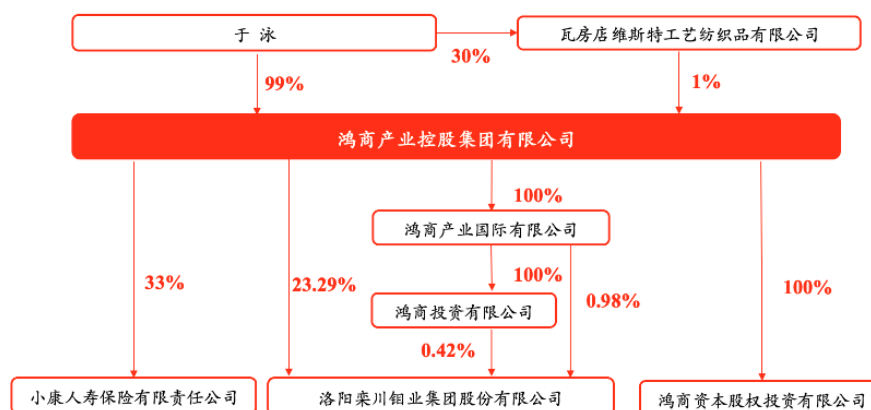 于 泳
瓦房店维斯特工艺纺织品有限公司
30%
99%
1%
鸿商产业控股集团有限公司
100%
鸿商产业国际有限公司
33%
23.29%
100%
0.98%
100%
鸿商投资有限公司
0.42%
小康人寿保险有限责任公司
洛阳栾川钼业集团股份有限公司
鸿商资本股权投资有限公司